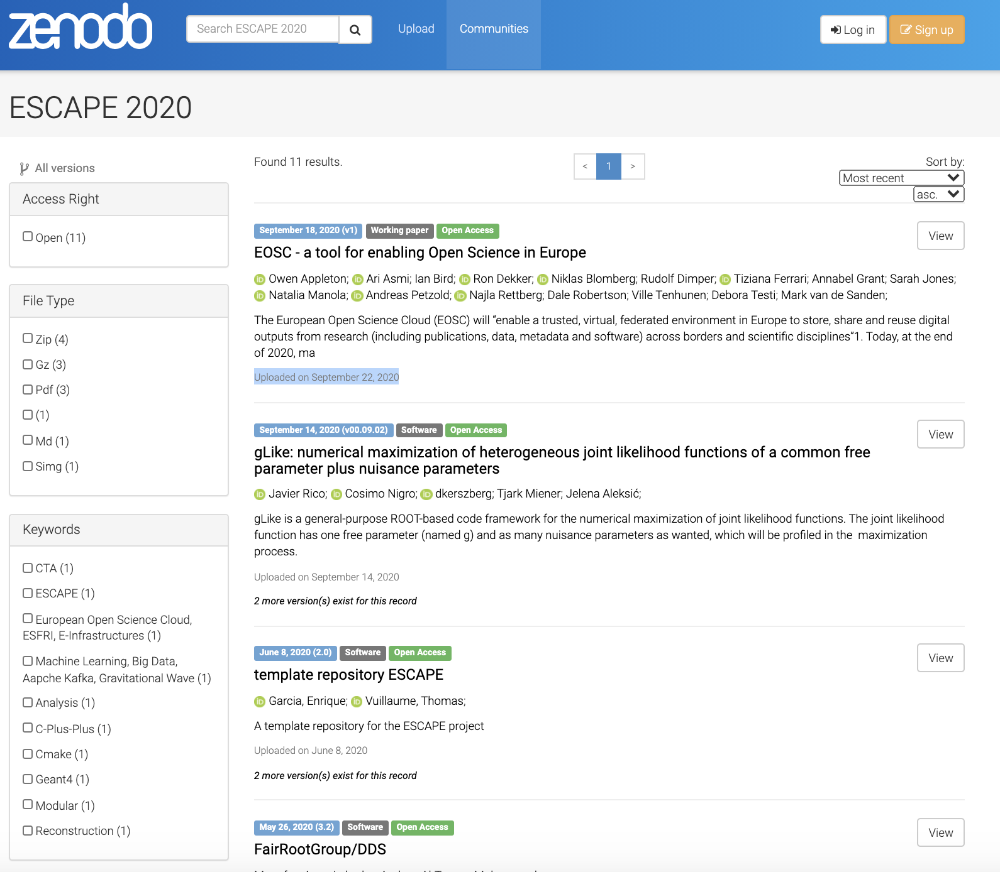 zenodo
Search ESCAPE 2020
Upload
Communities
Log in
Sign up
ESCAPE 2020
All versions
Access Right
Open (11)
File Type
Zip (4)
Gz (3)
Pdf (3)
(1)
Md (1)
Simg (1)
Keywords
CTA (1)
ESCAPE (1)
European Open Science Cloud,
ESFRI, E-Infrastructures (1)
Machine Learning, Big Data,
Aapche Kafka, Gravitational Wave (1)
Analysis (1)
C-Plus-Plus (1)
Cmake (1)
Geant4 (1)
Modular (1)
Reconstruction (1)
Found 11 results.
< 1 >
Sort by:
Most recent
asc.
September 18, 2020 (v1) Working paper Open Access
View
EOSC - a tool for enabling Open Science in Europe
iD Owen Appleton; iD Ari Asmi; Ian Bird; iD Ron Dekker; iD Niklas Blomberg; Rudolf Dimper; iD Tiziana Ferrari; Annabel Grant; Sarah Jones;
iD Natalia Manola; iD Andreas Petzold; iD Najla Rettberg; Dale Robertson; Ville Tenhunen; Debora Testi; Mark van de Sanden;
The European Open Science Cloud (EOSC) will “enable a trusted, virtual, federated environment in Europe to store, share and reuse digital
outputs from research (including publications, data, metadata and software) across borders and scientific disciplines”1. Today, at the end
of 2020, ma
Uploaded on September 22, 2020
September 14, 2020 (v00.09.02) Software Open Access
View
gLike: numerical maximization of heterogeneous joint likelihood functions of a common free
parameter plus nuisance parameters
iD Javier Rico; iD Cosimo Nigro; iD dkerszberg; Tjark Miener; Jelena Aleksić;
gLike is a general-purpose ROOT-based code framework for the numerical maximization of joint likelihood functions. The joint likelihood
function has one free parameter (named g) and as many nuisance parameters as wanted, which will be profiled in the maximization
process.
Uploaded on September 14, 2020
2 more version(s) exist for this record
June 8, 2020 (2.0) Software Open Access
View
template repository ESCAPE
iD Garcia, Enrique; iD Vuillaume, Thomas;
A template repository for the ESCAPE project
Uploaded on June 8, 2020
2 more version(s) exist for this record
May 26, 2020 (3.2) Software Open Access
View
FairRootGroup/DDS